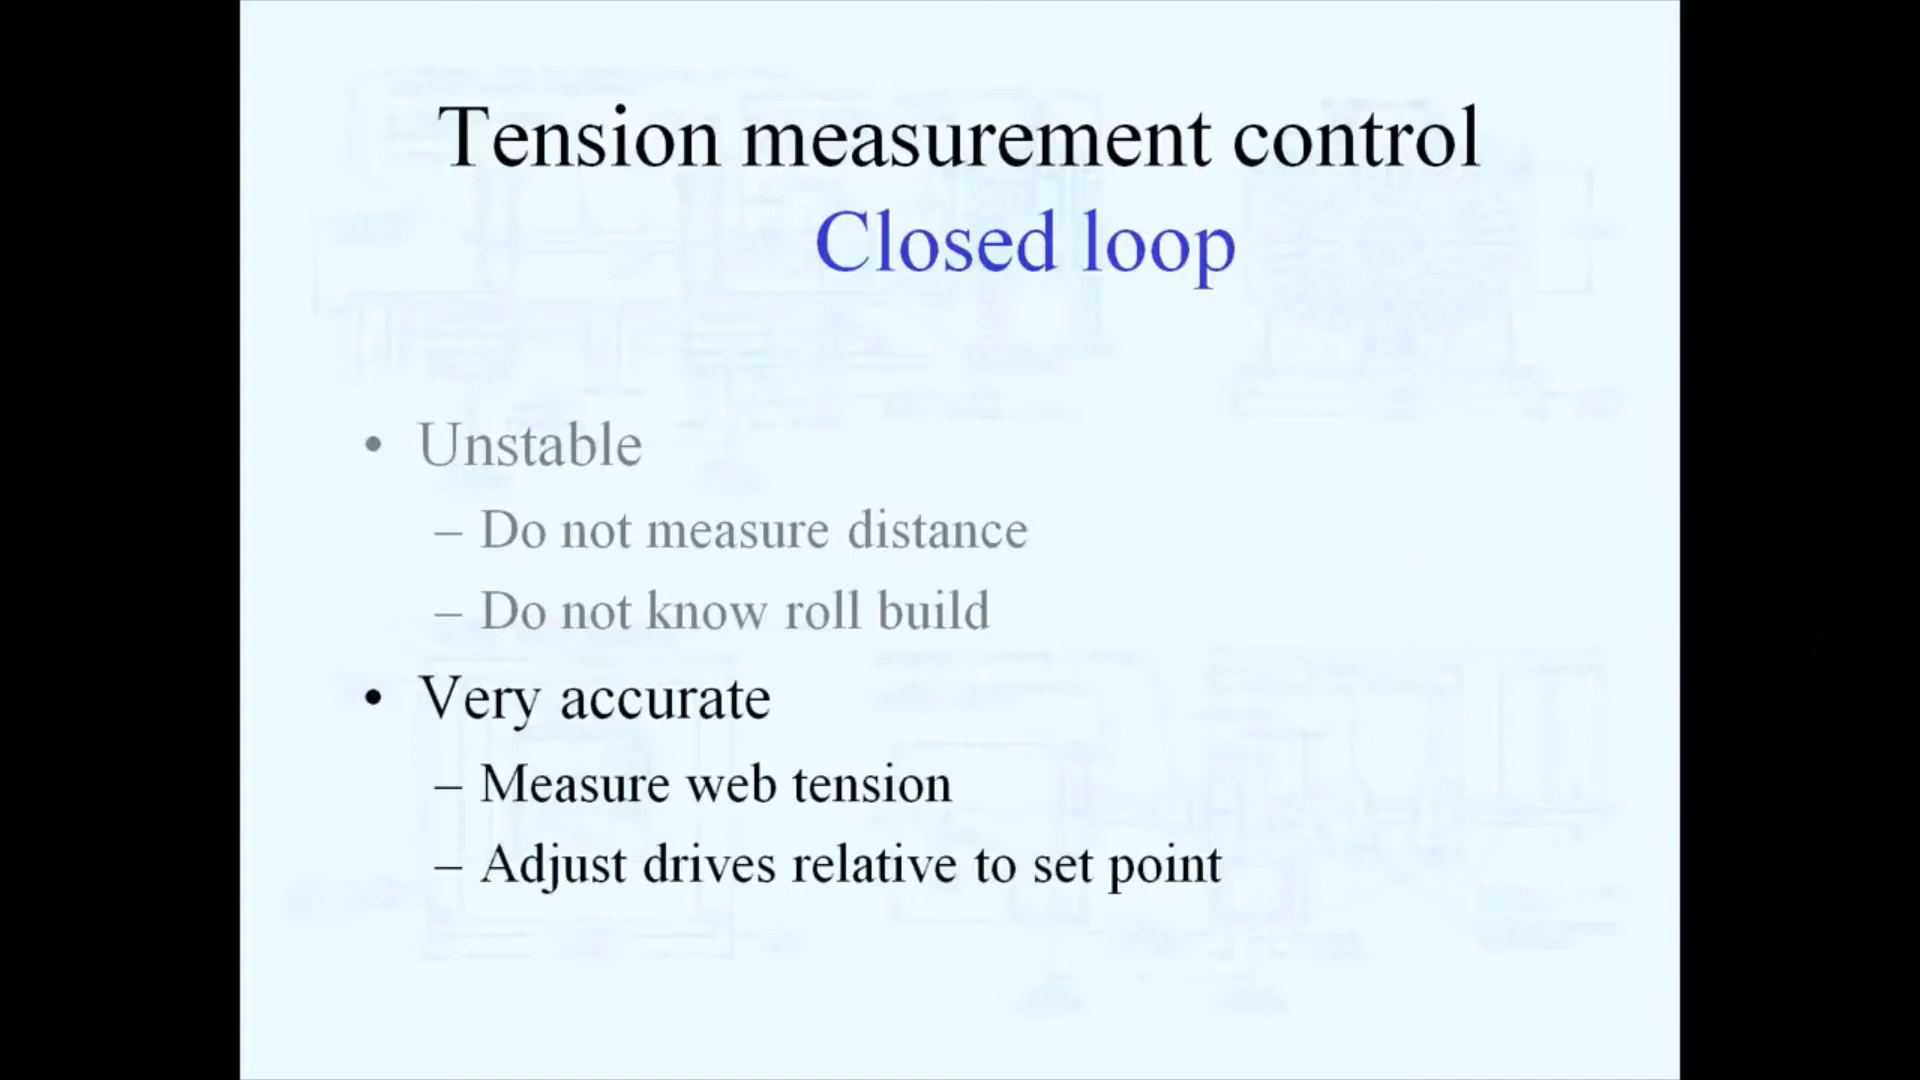 Tension measurement control
Closed loop
• Unstable
– Do not measure distance
– Do not know roll build
• Very accurate
– Measure web tension
– Adjust drives relative to set point